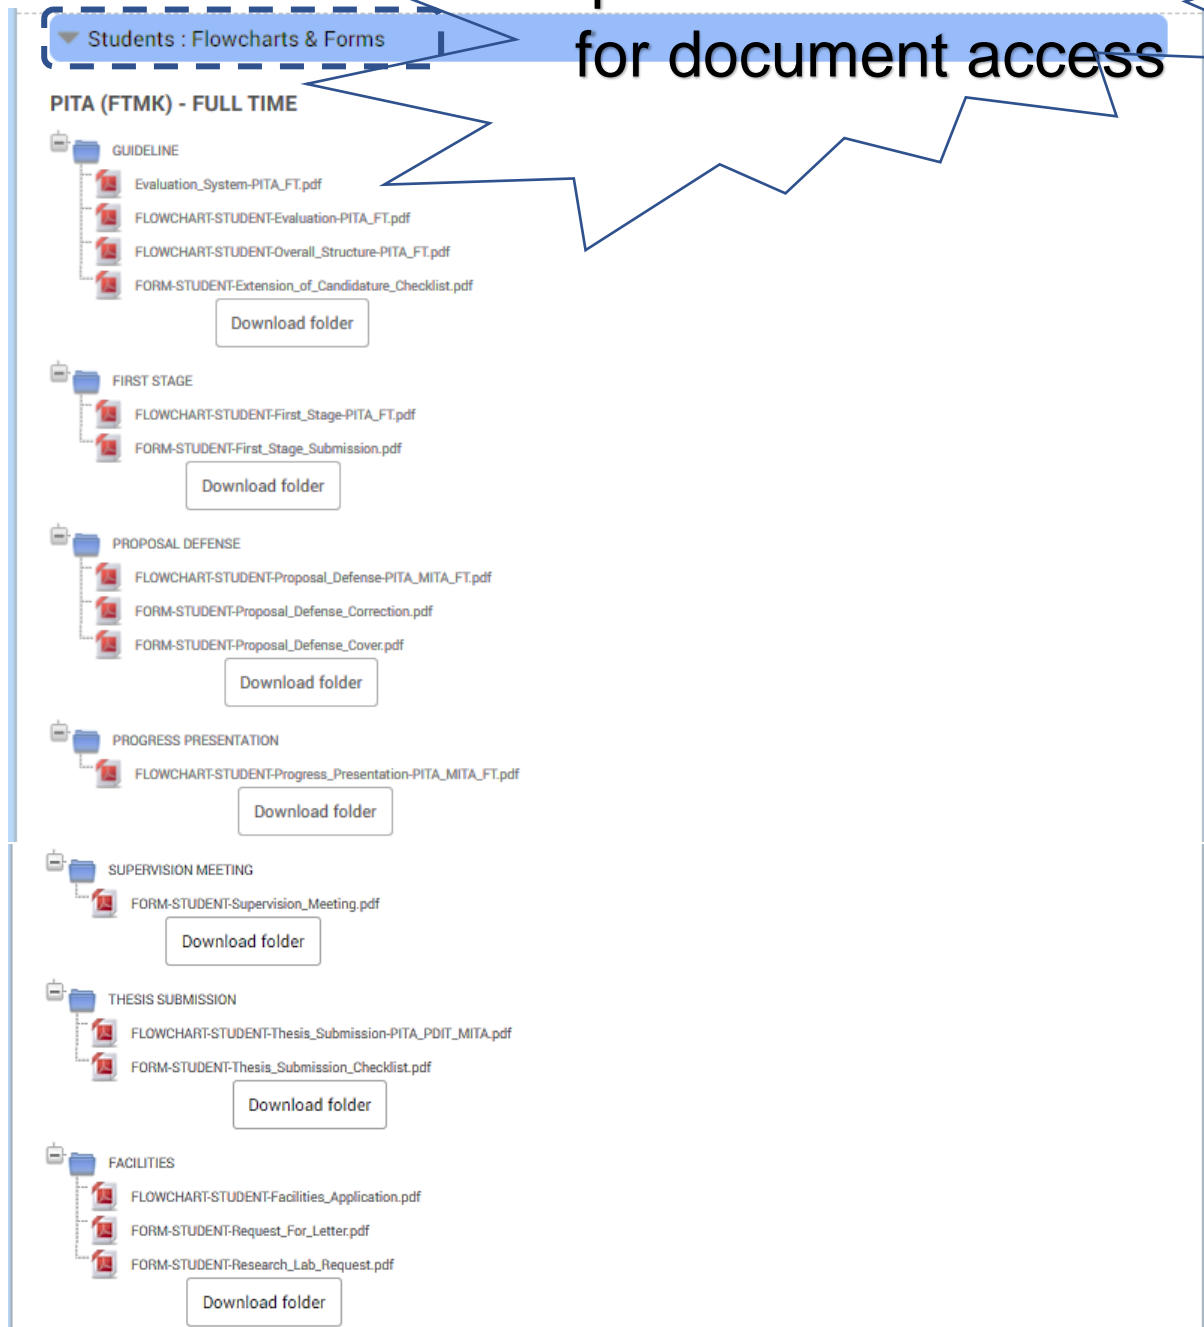 Students : Flowcharts & Forms
for document access
PITA (FTMK) - FULL TIME
GUIDELINE
Evaluation_System-PITA_FT.pdf
FLOWCHART-STUDENT-Evaluation-PITA_FT.pdf
FLOWCHART-STUDENT-Overall_Structure-PITA_FT.pdf
FORM-STUDENT-Extension_of_Candidature_Checklist.pdf
Download folder
FIRST STAGE
FLOWCHART-STUDENT-First_Stage-PITA_FT.pdf
FORM-STUDENT-First_Stage_Submission.pdf
Download folder
PROPOSAL DEFENSE
FLOWCHART-STUDENT-Proposal_Defense-PITA_MITA_FT.pdf
FORM-STUDENT-Proposal_Defense_Correction.pdf
FORM-STUDENT-Proposal_Defense_Cover.pdf
Download folder
PROGRESS PRESENTATION
FLOWCHART-STUDENT-Progress_Presentation-PITA_MITA_FT.pdf
Download folder
SUPERVISION MEETING
FORM-STUDENT-Supervision_Meeting.pdf
Download folder
THESIS SUBMISSION
FLOWCHART-STUDENT-Thesis_Submission-PITA_PDIT_MITA.pdf
FORM-STUDENT-Thesis_Submission_Checklist.pdf
Download folder
FACILITIES
FLOWCHART-STUDENT-Facilities_Application.pdf
FORM-STUDENT-Request_For_Letter.pdf
FORM-STUDENT-Research_Lab_Request.pdf
Download folder